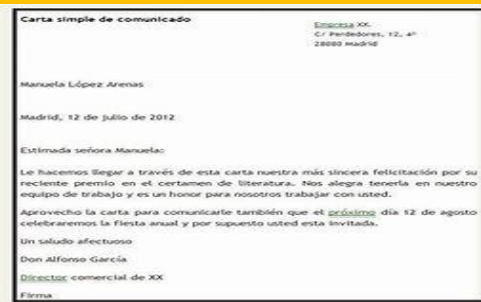 Carta simple de comunicado
Empresa XX.
C/ Perdedores, 12, 4º
28080 Madrid
Manuela López Arenas
Madrid, 12 de julio de 2012
Estimada señora Manuela:
Le hacemos llegar a través de esta carta nuestra más sincera felicitación por su
reciente premio en el certamen de literatura. Nos alegra tenerla en nuestro
equipo de trabajo y es un honor para nosotros trabajar con usted.
Aprovecho la carta para comunicarle también que el próximo día 12 de agosto
celebraremos la fiesta anual y por supuesto usted esta invitada.
Un saludo afectuoso
Don Alfonso García
Director comercial de XX
Firma